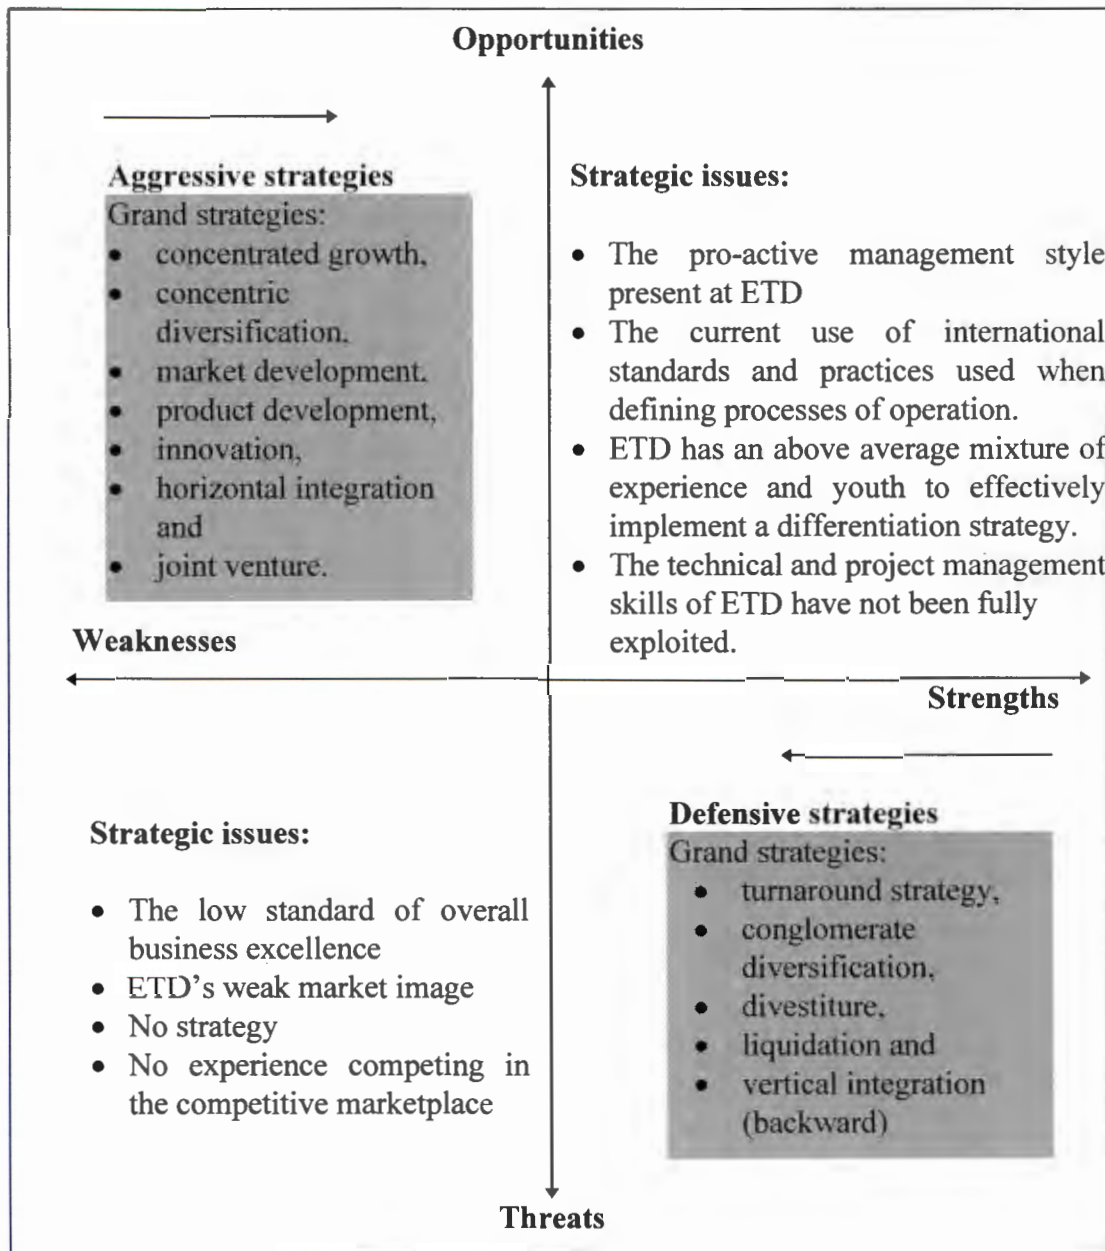 Opportunities
Aggressive strategies
Grand strategies:
• concentrated growth,
• concentric
diversification,
• market development,
• product development,
• innovation,
• horizontal integration
and
• joint venture.
Strategic issues:
• The pro-active management style
present at ETD
• The current use of international
standards and practices used when
defining processes of operation.
• ETD has an above average mixture of
experience and youth to effectively
implement a differentiation strategy.
• The technical and project management
skills of ETD have not been fully
exploited.
Weaknesses
Strengths
Strategic issues:
• The low standard of overall
business excellence
• ETD's weak market image
• No strategy
• No experience competing in
the competitive marketplace
Defensive strategies
Grand strategies:
• turnaround strategy,
• conglomerate
diversification,
• divestiture,
• liquidation and
• vertical integration
(backward)
Threats